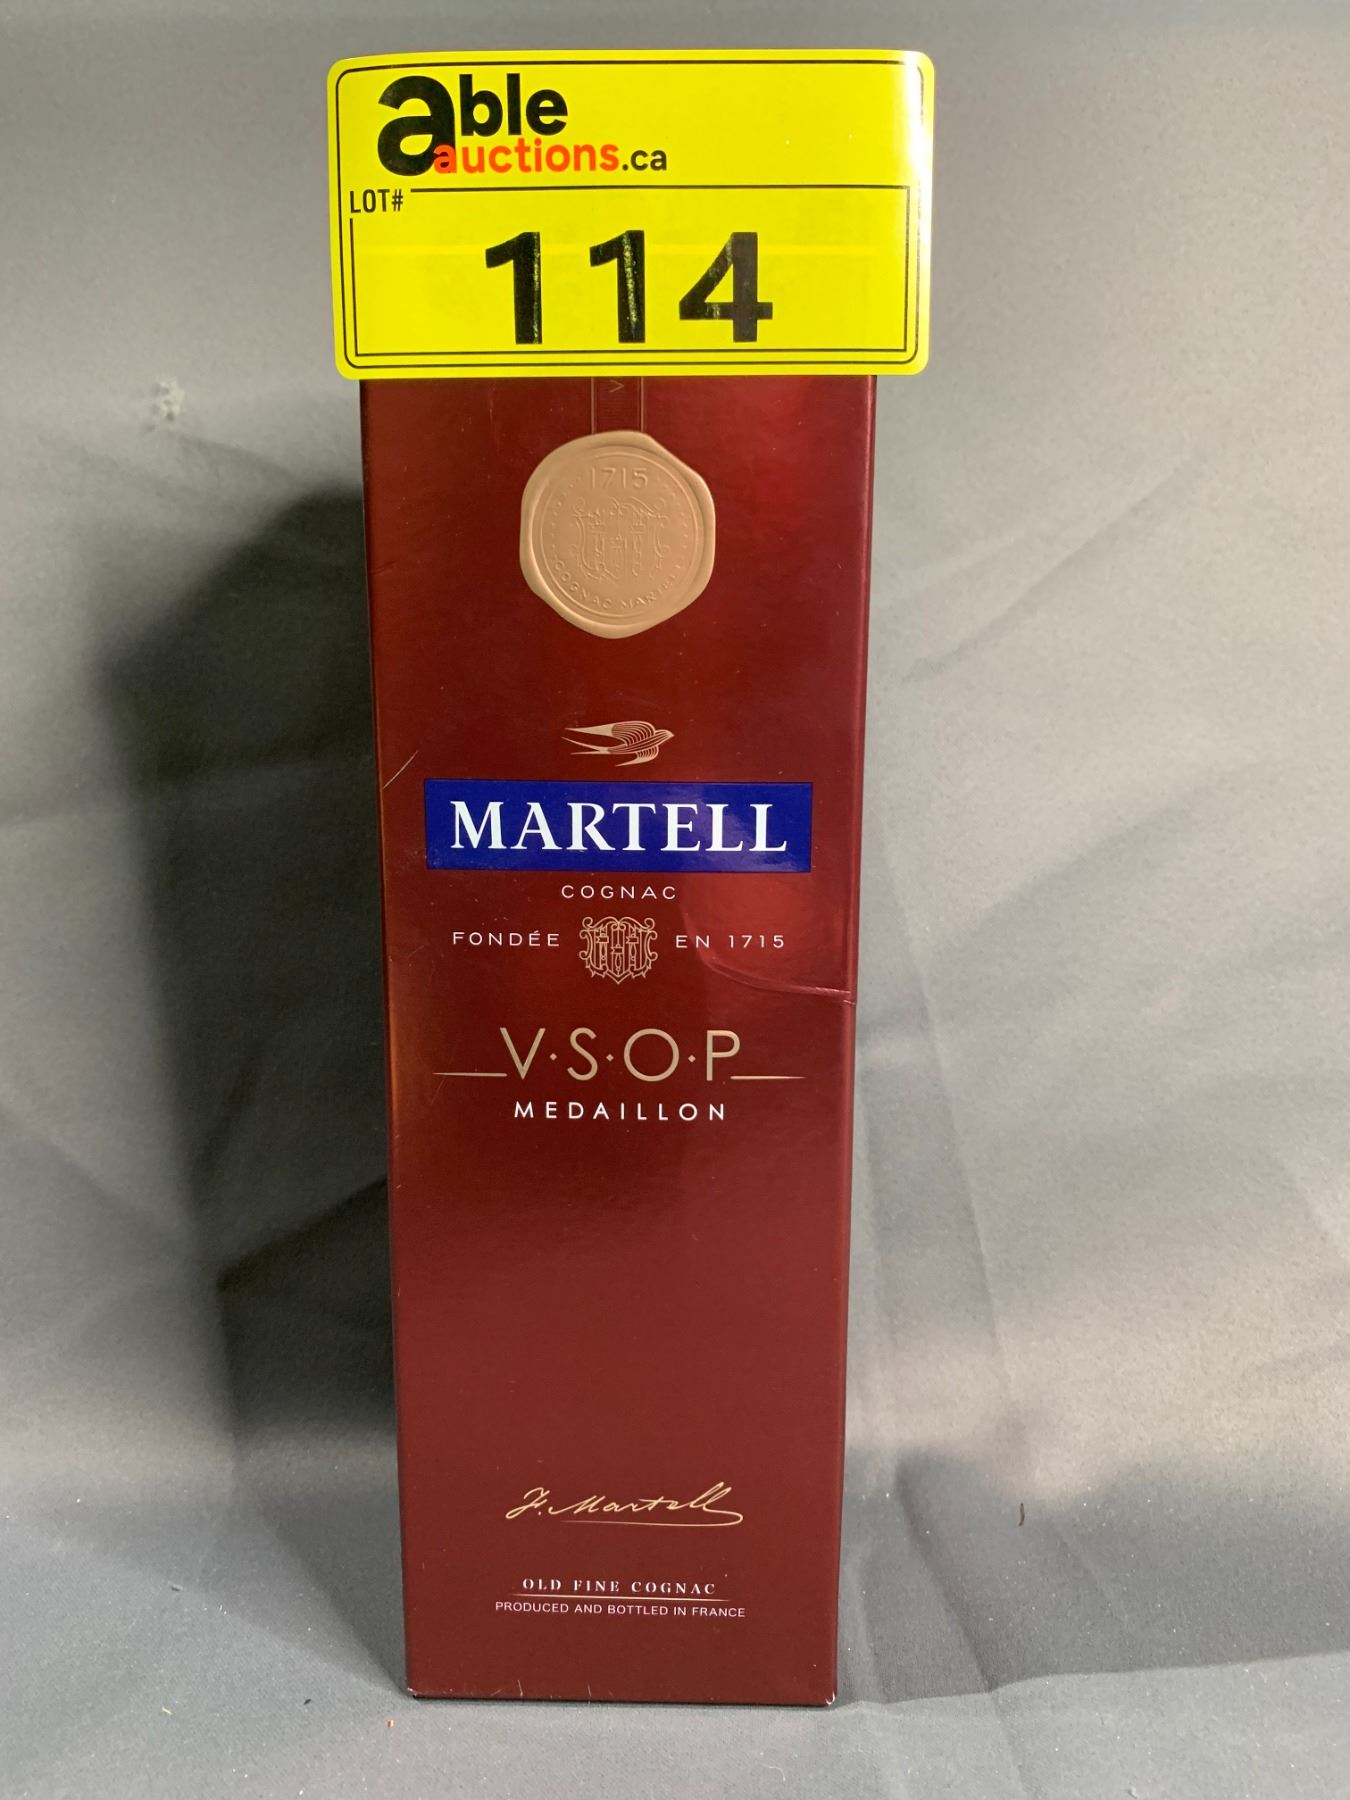 able
auctions.ca
LOT#
114
1715
COGNAC MARTELL
MARTELL
COGNAC
FONDÉE EN 1715
V·S·O·P
MEDAILLON
J. Martell
OLD FINE COGNAC
PRODUCED AND BOTTLED IN FRANCE